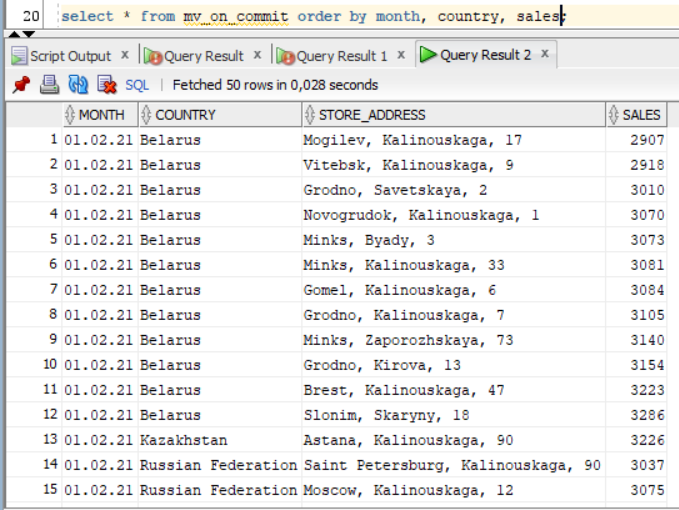 20 select * from mv_on_commit order by month, country, sales;
Script Output x Query Result x Query Result 1 x Query Result 2 x
SQL | Fetched 50 rows in 0,028 seconds
MONTH COUNTRY STORE_ADDRESS SALES
1 01.02.21 Belarus Mogilev, Kalinouskaga, 17 2907
2 01.02.21 Belarus Vitebsk, Kalinouskaga, 9 2918
3 01.02.21 Belarus Grodno, Savetskaya, 2 3010
4 01.02.21 Belarus Novogrudok, Kalinouskaga, 1 3070
5 01.02.21 Belarus Minks, Byady, 3 3073
6 01.02.21 Belarus Minks, Kalinouskaga, 33 3081
7 01.02.21 Belarus Gomel, Kalinouskaga, 6 3084
8 01.02.21 Belarus Grodno, Kalinouskaga, 7 3105
9 01.02.21 Belarus Minks, Zaporozhskaya, 73 3140
10 01.02.21 Belarus Grodno, Kirova, 13 3154
11 01.02.21 Belarus Brest, Kalinouskaga, 47 3223
12 01.02.21 Belarus Slonim, Skaryny, 18 3286
13 01.02.21 Kazakhstan Astana, Kalinouskaga, 90 3226
14 01.02.21 Russian Federation Saint Petersburg, Kalinouskaga, 90 3037
15 01.02.21 Russian Federation Moscow, Kalinouskaga, 12 3075